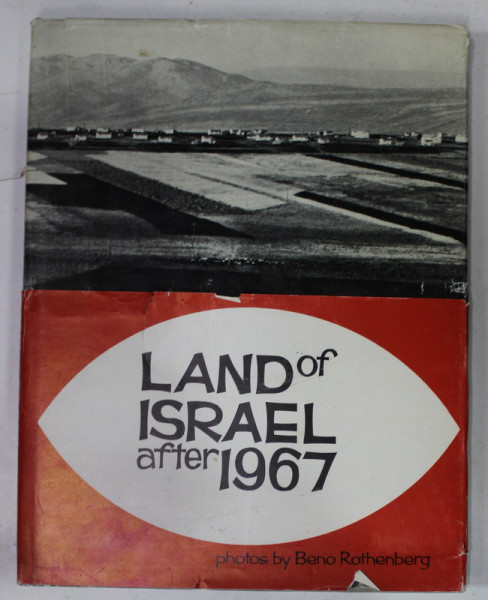 LAND of
ISRAEL
after 1967
photos by Beno Rothenberg